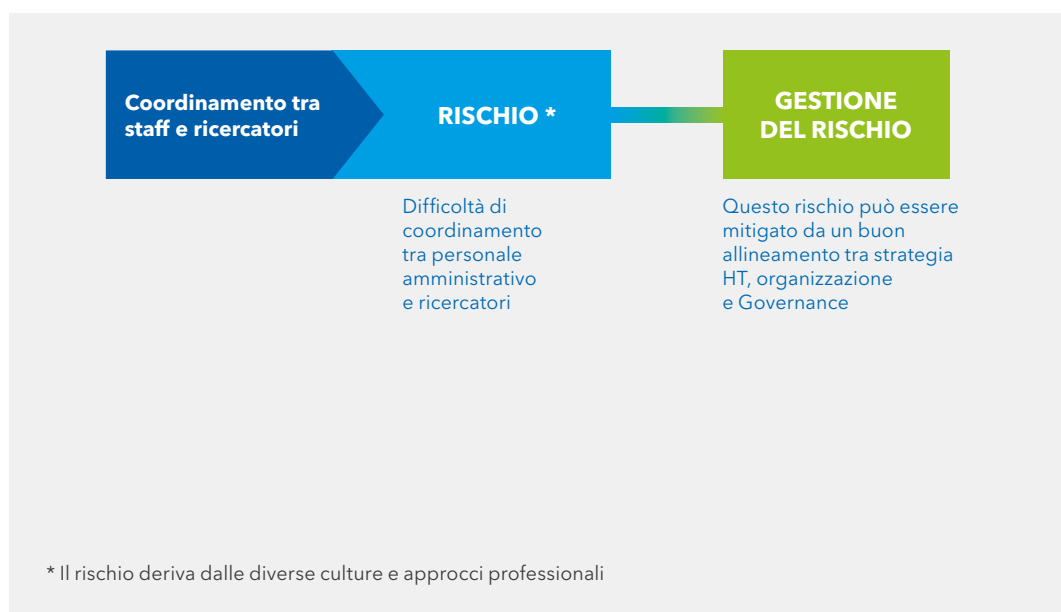 Coordinamento tra
staff e ricercatori
RISCHIO *
GESTIONE
DEL RISCHIO
Difficoltà di
coordinamento
tra personale
amministrativo
e ricercatori
Questo rischio può essere
mitigato da un buon
allineamento tra strategia
HT, organizzazione
e Governance
* Il rischio deriva dalle diverse culture e approcci professionali